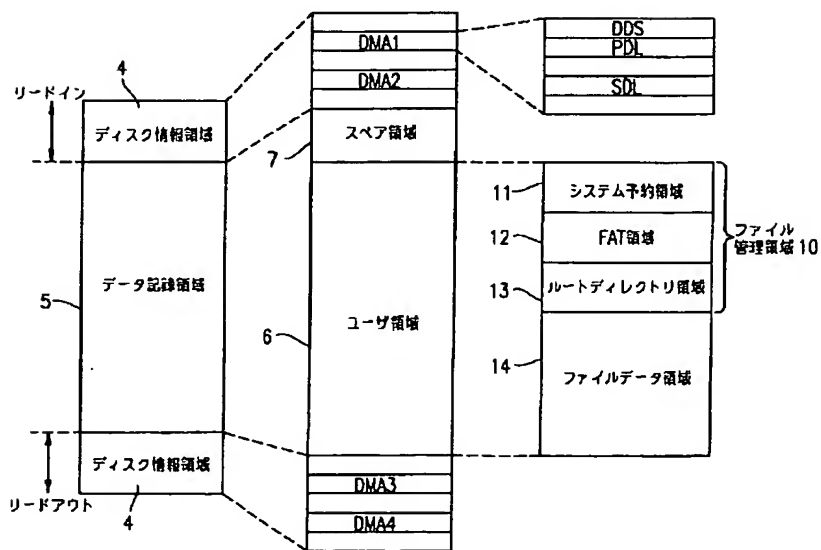 リードイン
4
ディスク情報領域
5
データ記録領域
ディスク情報領域
4
リードアウト
DMA1
DMA2
7
スペア領域
6
ユーザ領域
DMA3
DMA4
DDS
PDL
SDL
11
システム予約領域
12
FAT領域
13
ルートディレクトリ領域
14
ファイルデータ領域
ファイル
管理領域10